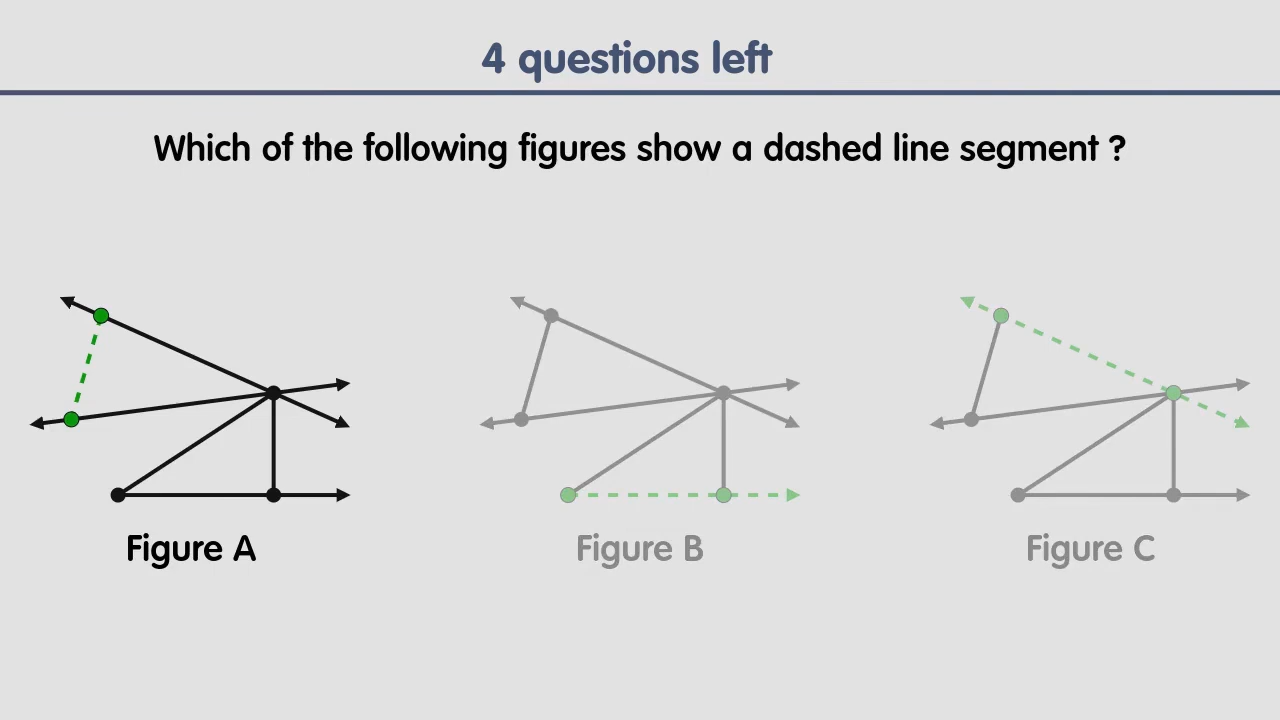 4 questions left
Which of the following figures show a dashed line segment ?
Figure A
Figure B
Figure C